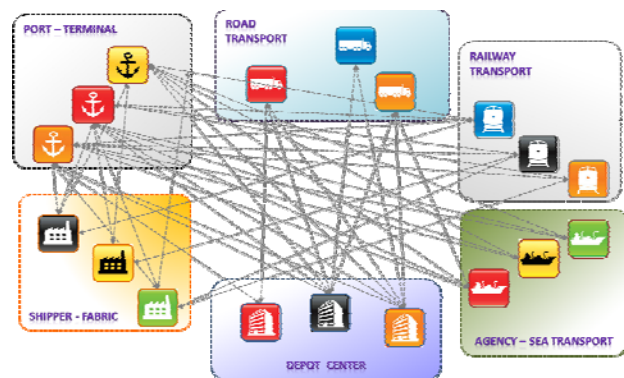 PORT – TERMINAL
ROAD
TRANSPORT
RAILWAY
TRANSPORT
SHIPPER - FABRIC
DEPOT CENTER
AGENCY – SEA TRANSPORT